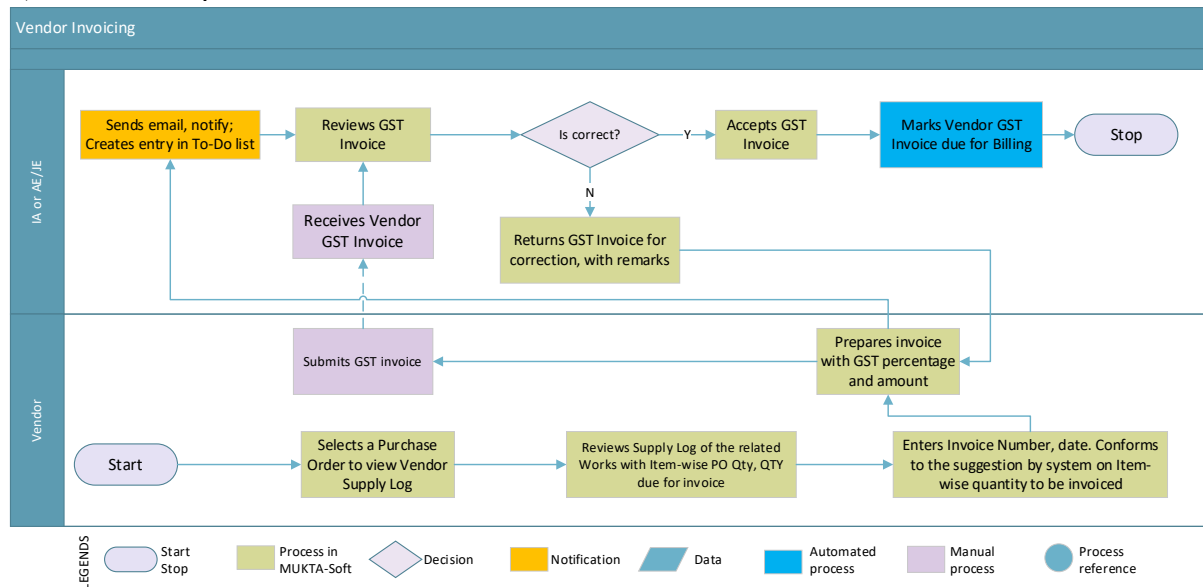 Vendor Invoicing
IA or AE/JE
Sends email, notify;
Creates entry in To-Do list
Reviews GST
Invoice
Is correct?
Y
Accepts GST
Invoice
Marks Vendor GST
Invoice due for Billing
Stop
N
Receives Vendor
GST Invoice
Returns GST Invoice for
correction, with remarks
Vendor
Submits GST invoice
Prepares invoice
with GST percentage
and amount
Start
Selects a Purchase
Order to view Vendor
Supply Log
Reviews Supply Log of the related
Works with Item-wise PO Qty, QTY
due for invoice
Enters Invoice Number, date. Conforms
to the suggestion by system on Item-
wise quantity to be invoiced
LEGENDS
Start
Stop
Process in
MUKTA-Soft
Decision
Notification
Data
Automated
process
Manual
process
Process
reference